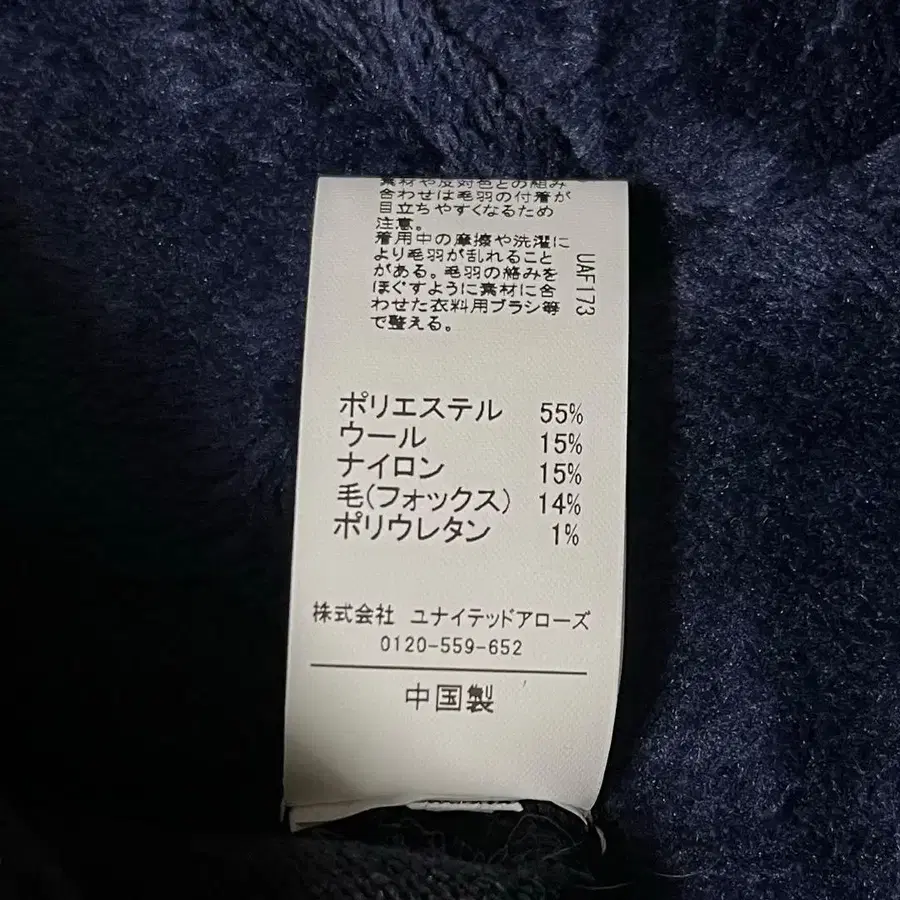 素材や反対色との組み
合わせは毛羽の付着が
目立ちやすくなるため
注意。
着用中の摩擦や洗濯に
より毛羽が乱れること
がある。毛羽の絡みを
ほぐすように素材に合
わせた衣料用ブラシ等
で整える。
UAF173
ポリエステル 55%
ウール 15%
ナイロン 15%
毛(フォックス) 14%
ポリウレタン 1%
株式会社 ユナイテッドアローズ
0120-559-652
中国製